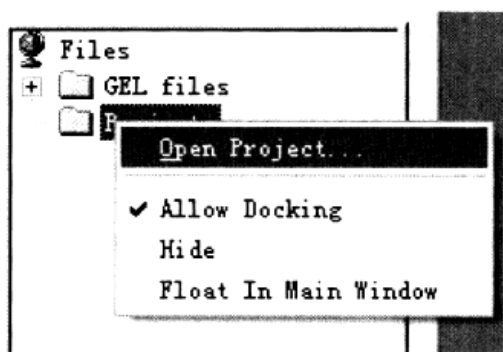 Files
GEL files
Open Project...
Allow Docking
Hide
Float In Main Window